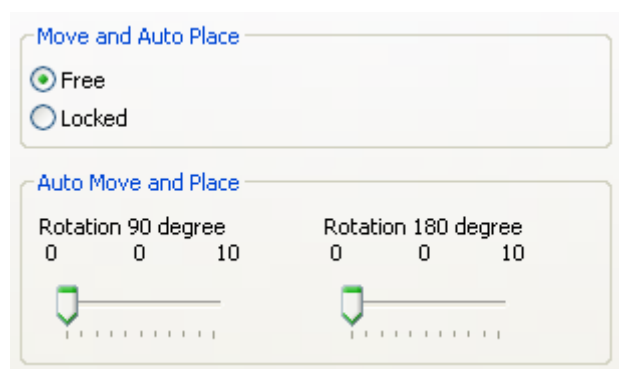 Move and Auto Place
Free
Locked
Auto Move and Place
Rotation 90 degree
0 0 10
Rotation 180 degree
0 0 10